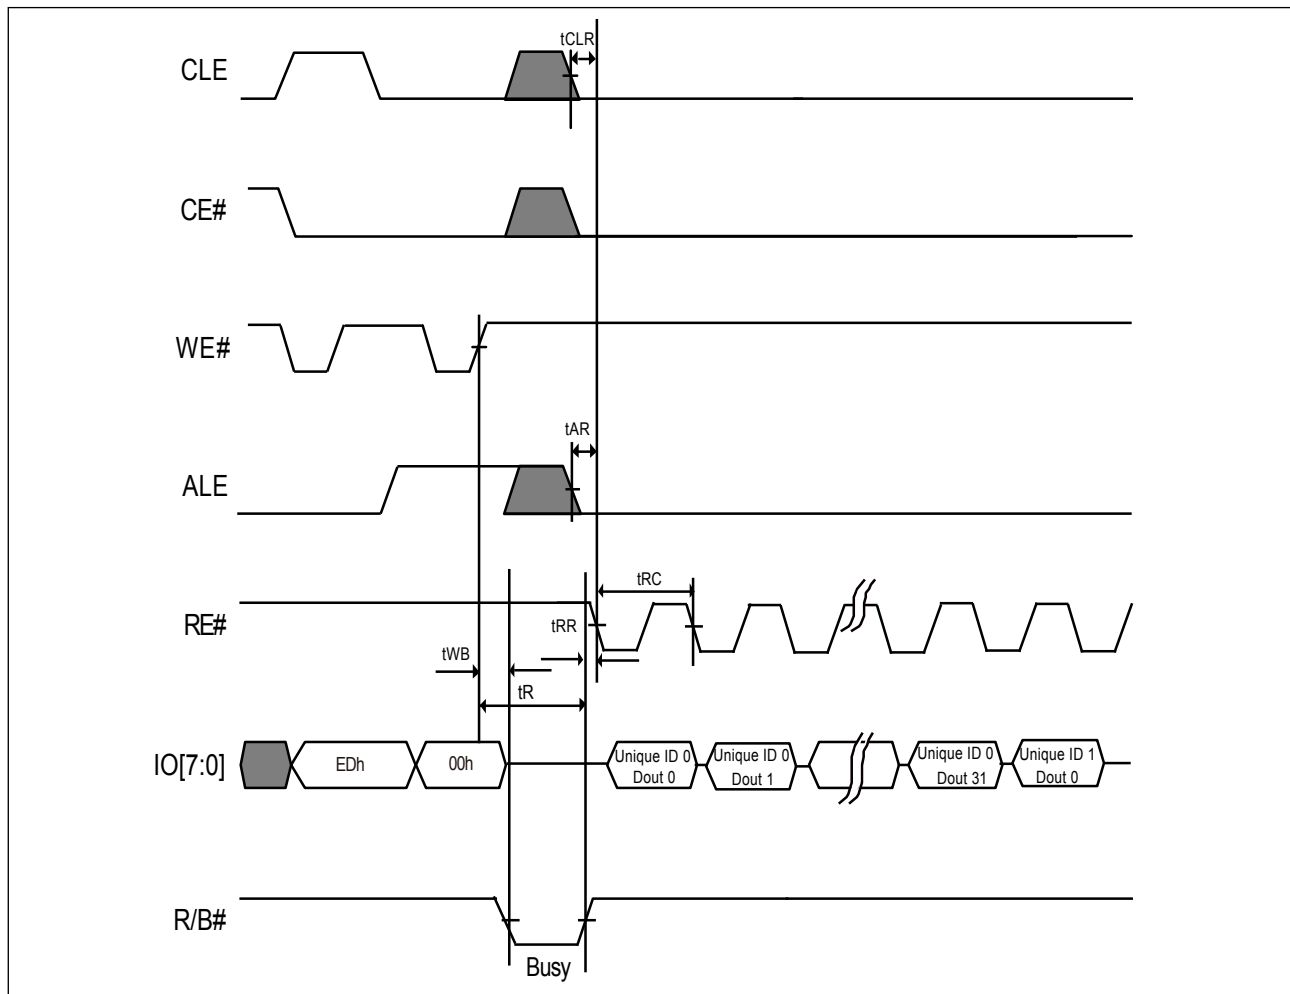 tCLR
CLE
CE#
WE#
tAR
ALE
tRC
RE#
tRR
tWB
tR
IO[7:0]
EDh
00h
Unique ID 0
Dout 0
Unique ID 0
Dout 1
Unique ID 0
Dout 31
Unique ID 1
Dout 0
R/B#
Busy